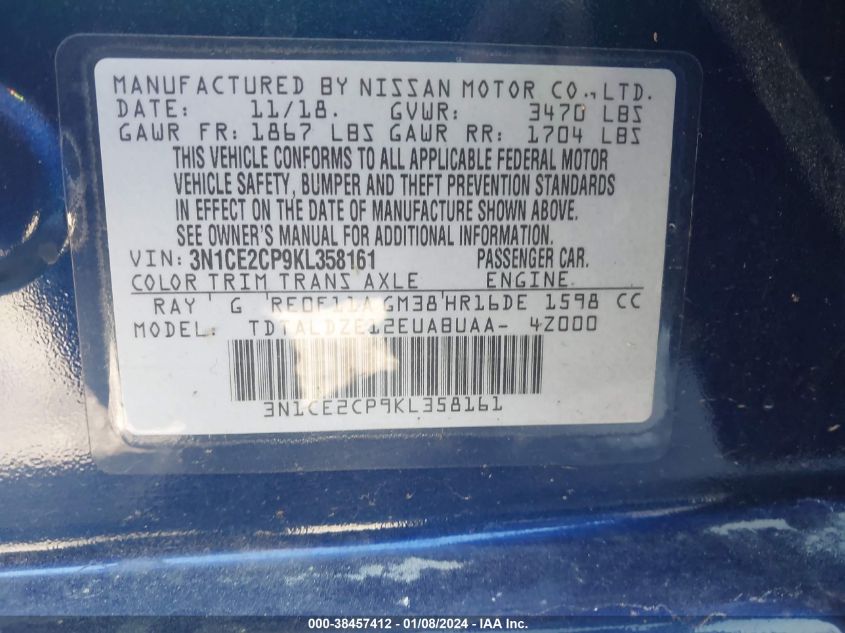 MANUFACTURED BY NISSAN MOTOR CO., LTD.
DATE: 11/18. GVWR: 3470 LBS
GAWR FR: 1867 LBS GAWR RR: 1704 LBS
THIS VEHICLE CONFORMS TO ALL APPLICABLE FEDERAL MOTOR
VEHICLE SAFETY, BUMPER AND THEFT PREVENTION STANDARDS
IN EFFECT ON THE DATE OF MANUFACTURE SHOWN ABOVE.
SEE OWNER'S MANUAL FOR ADDITIONAL INFORMATION.
VIN: 3N1CE2CP9KL358161 PASSENGER CAR.
COLOR TRIM TRANS AXLE ENGINE
RAY G RE0F11A GM38 HR16DE 1598 CC
MODEL: TDTALDZE12EUABUAA- 4Z000
3N1CE2CP9KL358161
000-38457412 - 01/08/2024 - IAA Inc.